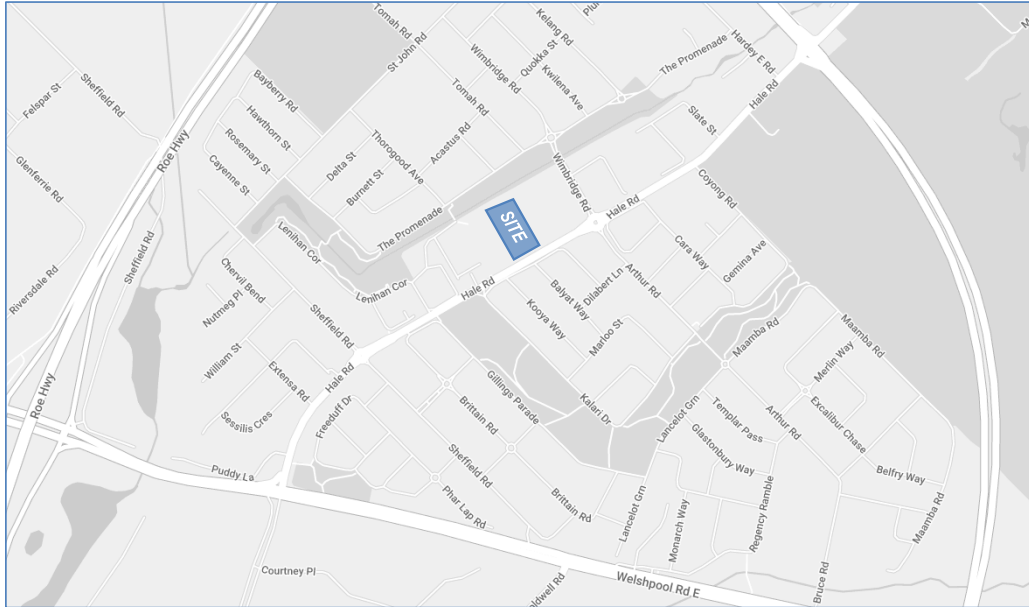 Tomah Rd
Kelang Rd
St John Rd
Wimbridge Rd
Quokka St
Hardey E Rd
The Promenade
Hale Rd
Sheffield Rd
Felspar St
Bayberry Rd
Tomah Rd
Kwilena Ave
Hawthorn St
Slate St
Roe Hwy
Rosemary St
Thorogood Ave
Acastus Rd
Delta St
Cayenne St
Burnett St
Wimbridge Rd
Glenferrie Rd
Coyong Rd
Hale Rd
SITE
The Promenade
Lenihan Cor
Sheffield Rd
Cara Way
Gemina Ave
Riversdale Rd
Chervil Bend
Lenihan Cor
Hale Rd
Balyat Way
Dilabert Ln
Arthur Rd
Nutmeg Pl
Sheffield Rd
Kooya Way
Marloo St
Maamba Rd
Maamba Rd
William St
Merlin Way
Hale Rd
Extensa Rd
Gillings Parade
Roe Hwy
Kalari Dr
Lancelot Grn
Templar Pass
Arthur Rd
Excalibur Chase
Freeduff Dr
Brittain Rd
Sessilis Cres
Glastonbury Way
Puddy La
Sheffield Rd
Belfry Way
Phar Lap Rd
Brittain Rd
Lancelot Grn
Monarch Way
Regency Ramble
Maamba Rd
Courtney Pl
Welshpool Rd E
Bruce Rd